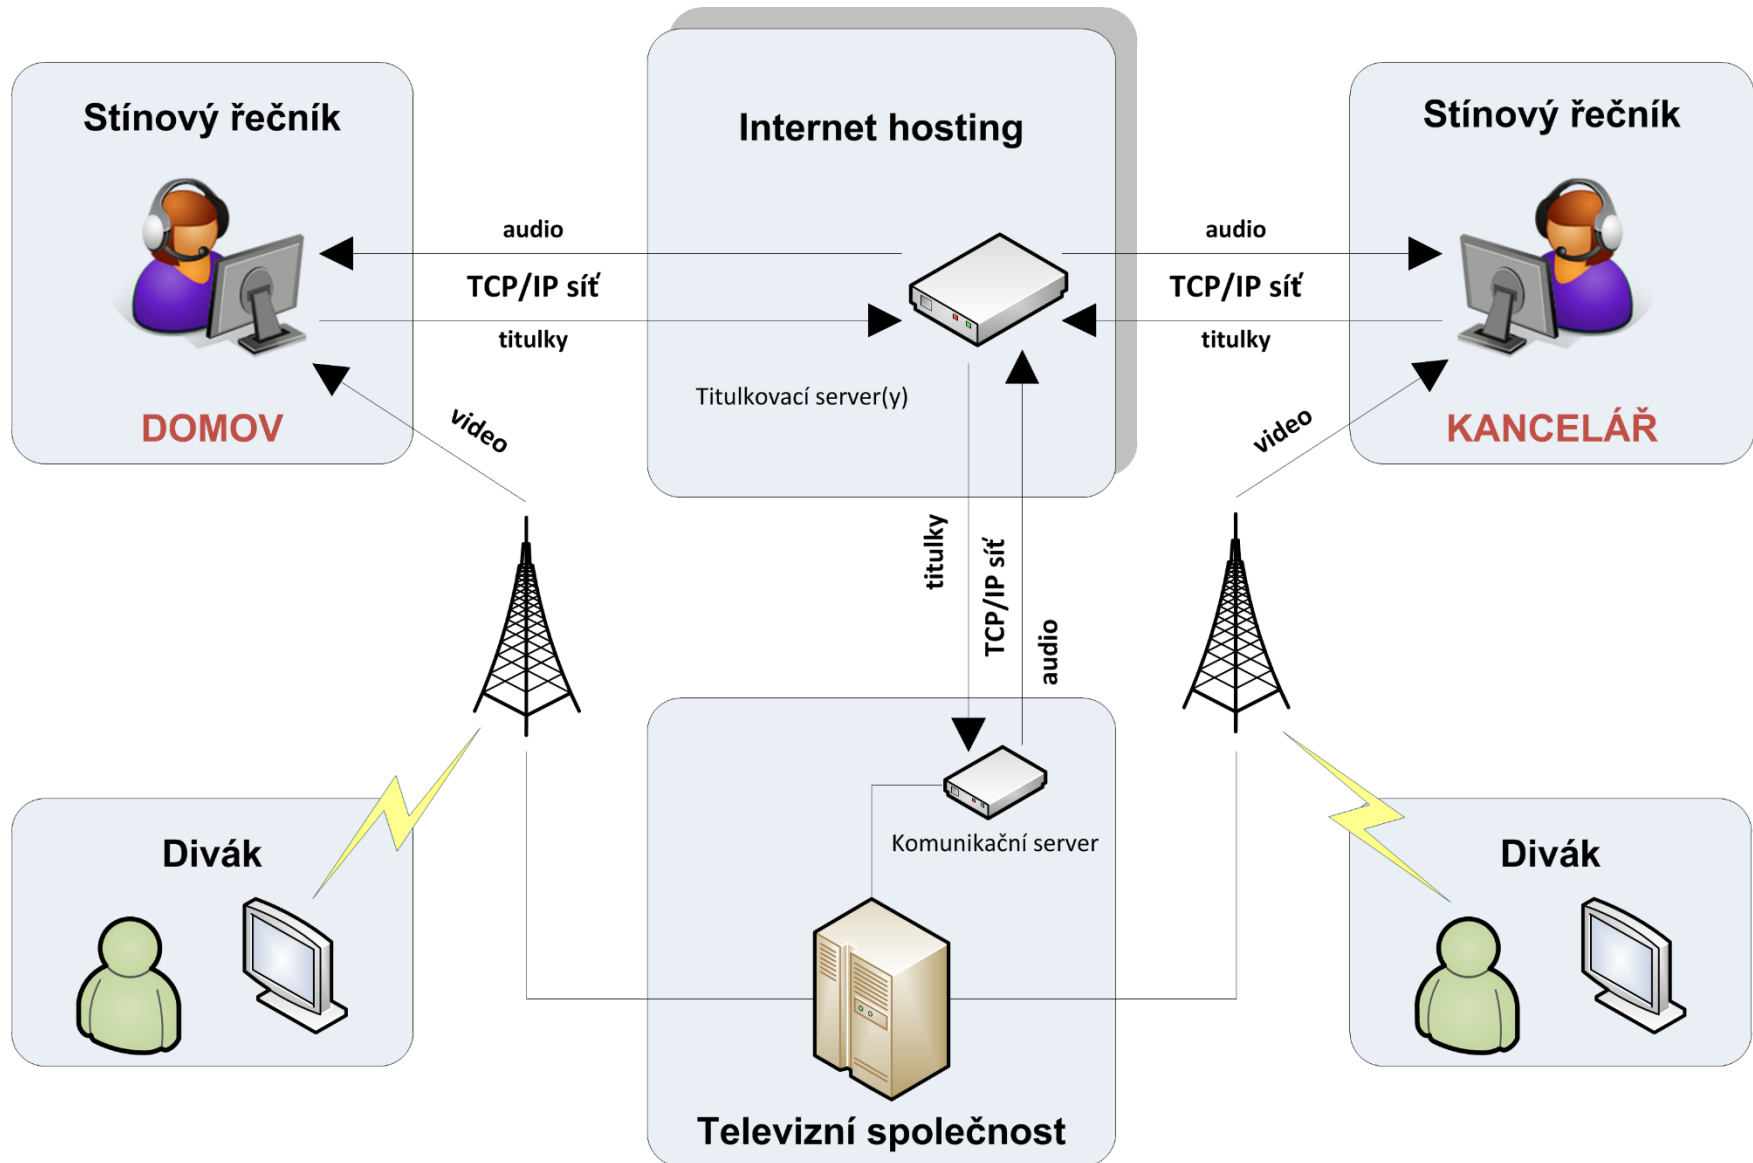 Stínový řečník
Internet hosting
Stínový řečník
audio
TCP/IP síť
titulky
audio
TCP/IP síť
titulky
Titulkovací server(y)
DOMOV
KANCELÁŘ
video
video
titulky
TCP/IP síť
audio
Divák
Komunikační server
Divák
Televizní společnost